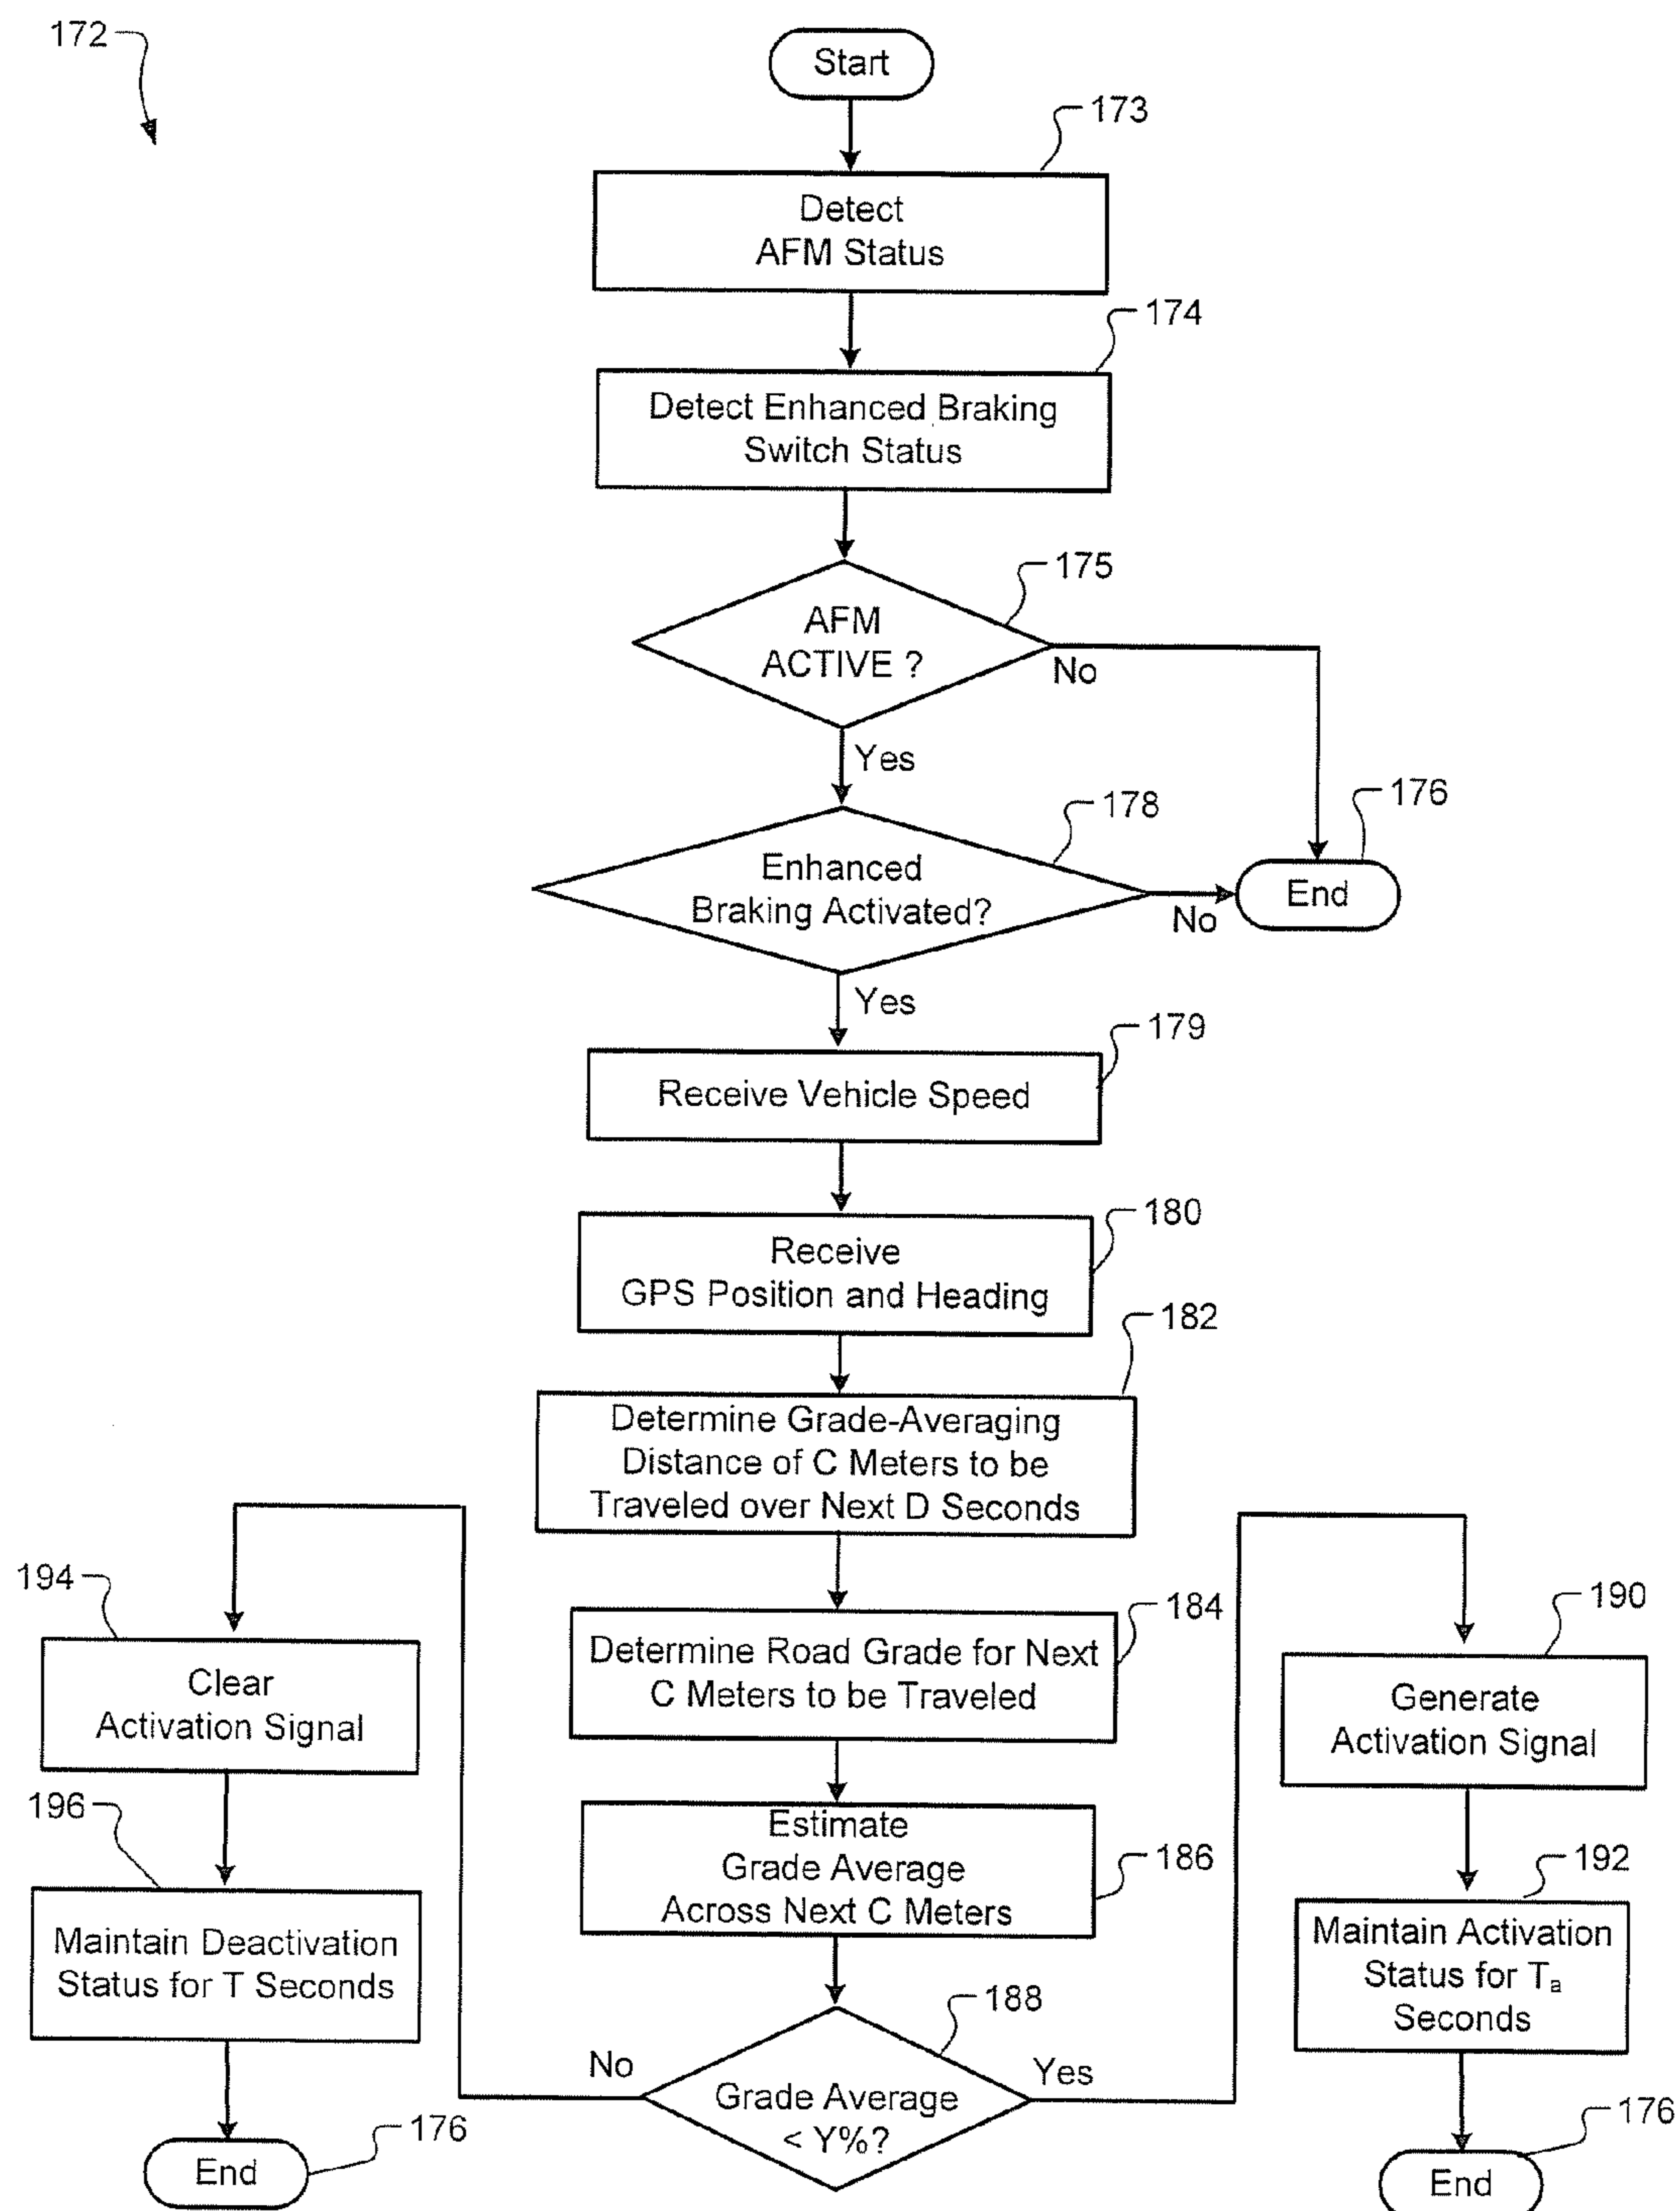 172
Start
173
Detect
AFM Status
174
Detect Enhanced Braking
Switch Status
175
AFM
ACTIVE ?
No
Yes
176
178
Enhanced
Braking Activated?
No
End
Yes
179
Receive Vehicle Speed
180
Receive
GPS Position and Heading
182
Determine Grade-Averaging
Distance of C Meters to be
Traveled over Next D Seconds
194
Clear
Activation Signal
184
Determine Road Grade for Next
C Meters to be Traveled
190
Generate
Activation Signal
196
Maintain Deactivation
Status for T Seconds
186
Estimate
Grade Average
Across Next C Meters
192
Maintain Activation
Status for Ta
Seconds
188
No
Yes
Grade Average
< Y%?
176
End
176
End